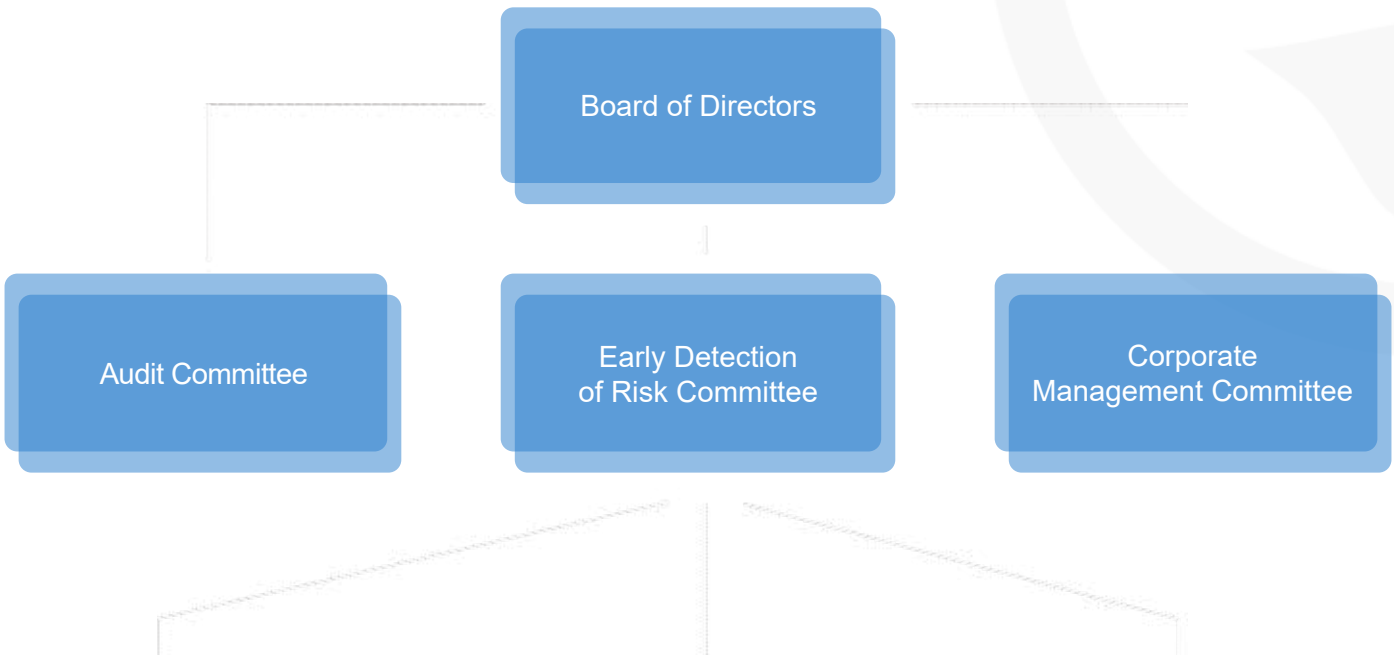 Board of Directors
Audit Committee
Early Detection
of Risk Committee
Corporate
Management Committee